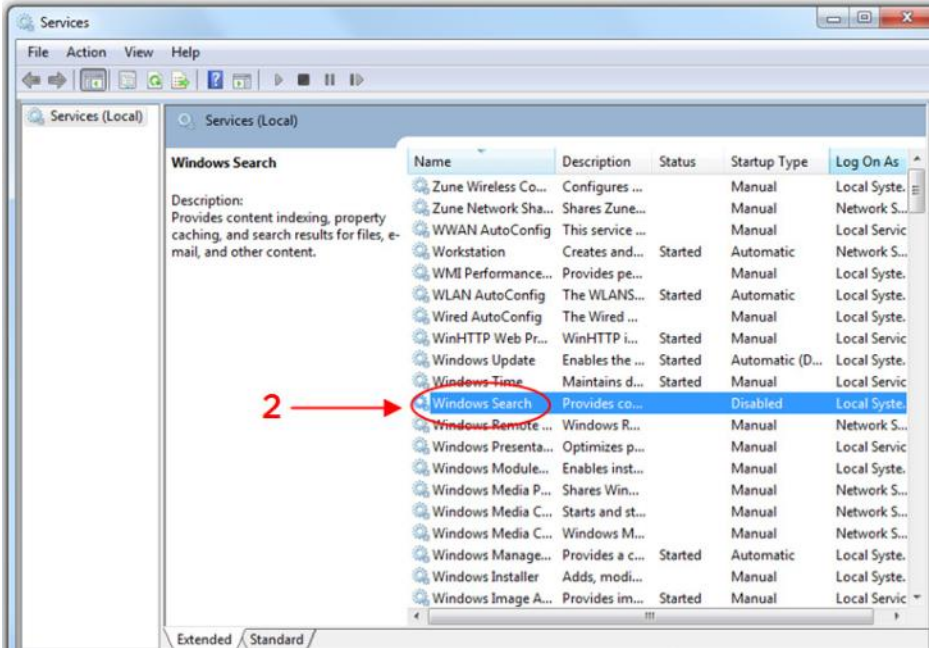 Services
File Action View Help
Services (Local)
Services (Local)
Windows Search
Description:
Provides content indexing, property
caching, and search results for files, e-
mail, and other content.
Name Description Status Startup Type Log On As
Zune Wireless Co... Configures ... Manual Local Syste.
Zune Network Sha... Shares Zune... Manual Network S...
WWAN AutoConfig This service ... Manual Local Servic
Workstation Creates and... Started Automatic Network S...
WMI Performance... Provides pe... Manual Local Syste.
WLAN AutoConfig The WLANS... Started Automatic Local Syste.
Wired AutoConfig The Wired ... Manual Local Syste.
WinHTTP Web Pr... WinHTTP i... Started Manual Local Servic
Windows Update Enables the ... Started Automatic (D... Local Syste.
Windows Time Maintains d... Started Manual Local Servic
2 Windows Search Provides co... Disabled Local Syste.
Windows Remote ... Windows R... Manual Network S...
Windows Presenta... Optimizes p... Manual Local Servic
Windows Module... Enables inst... Manual Local Syste.
Windows Media P... Shares Win... Manual Network S...
Windows Media C... Starts and st... Manual Network S...
Windows Media C... Windows M... Manual Network S...
Windows Manage... Provides a c... Started Automatic Local Syste.
Windows Installer Adds, modi... Manual Local Syste.
Windows Image A... Provides im... Started Manual Local Servic
Extended Standard